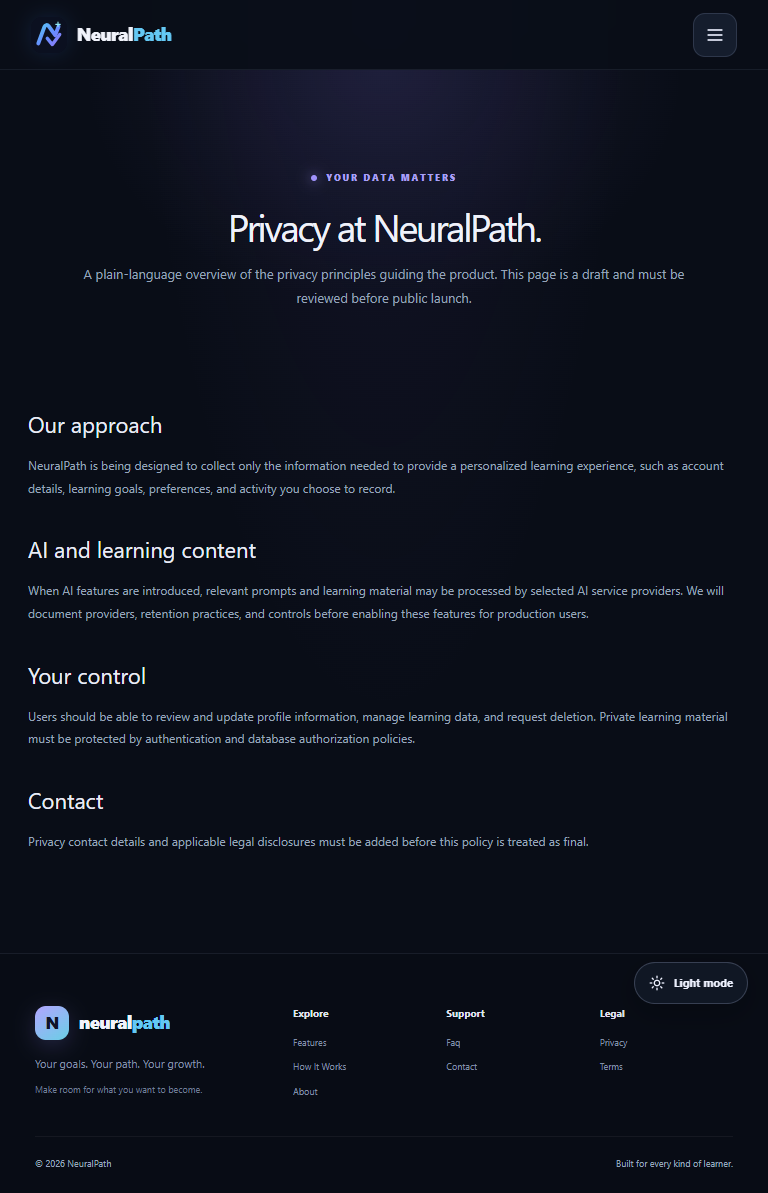 NeuralPath
YOUR DATA MATTERS
Privacy at NeuralPath.
A plain-language overview of the privacy principles guiding the product. This page is a draft and must be
reviewed before public launch.
Our approach
NeuralPath is being designed to collect only the information needed to provide a personalized learning experience, such as account
details, learning goals, preferences, and activity you choose to record.
AI and learning content
When AI features are introduced, relevant prompts and learning material may be processed by selected AI service providers. We will
document providers, retention practices, and controls before enabling these features for production users.
Your control
Users should be able to review and update profile information, manage learning data, and request deletion. Private learning material
must be protected by authentication and database authorization policies.
Contact
Privacy contact details and applicable legal disclosures must be added before this policy is treated as final.
Light mode
N neuralpath
Your goals. Your path. Your growth.
Make room for what you want to become.
Explore
Features
How It Works
About
Support
Faq
Contact
Legal
Privacy
Terms
© 2026 NeuralPath
Built for every kind of learner.